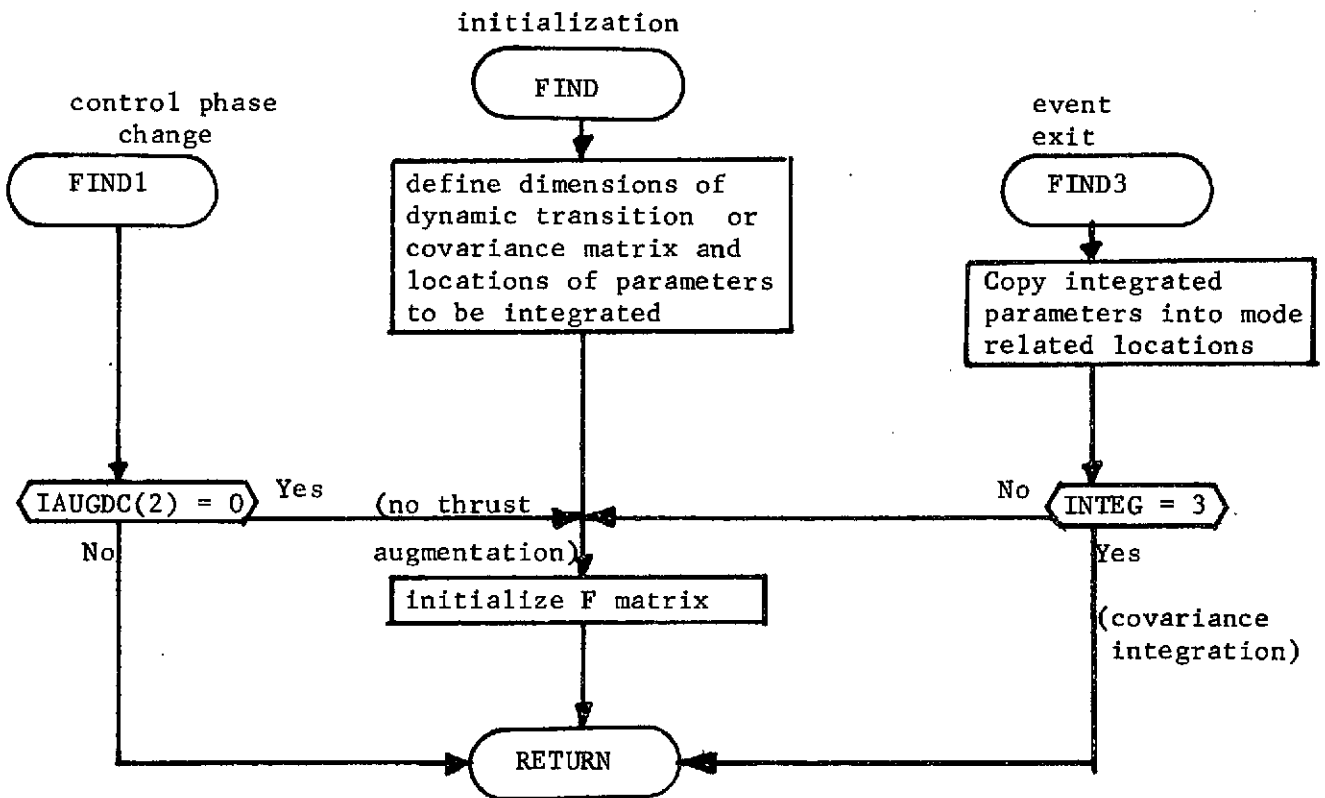 initialization
FIND
control phase
change
FIND1
event
exit
FIND3
define dimensions of
dynamic transition or
covariance matrix and
locations of parameters
to be integrated
Copy integrated
parameters into mode
related locations
IAUGDC(2) = 0
Yes
(no thrust
augmentation)
No
No
INTEG = 3
Yes
(covariance
integration)
initialize F matrix
RETURN